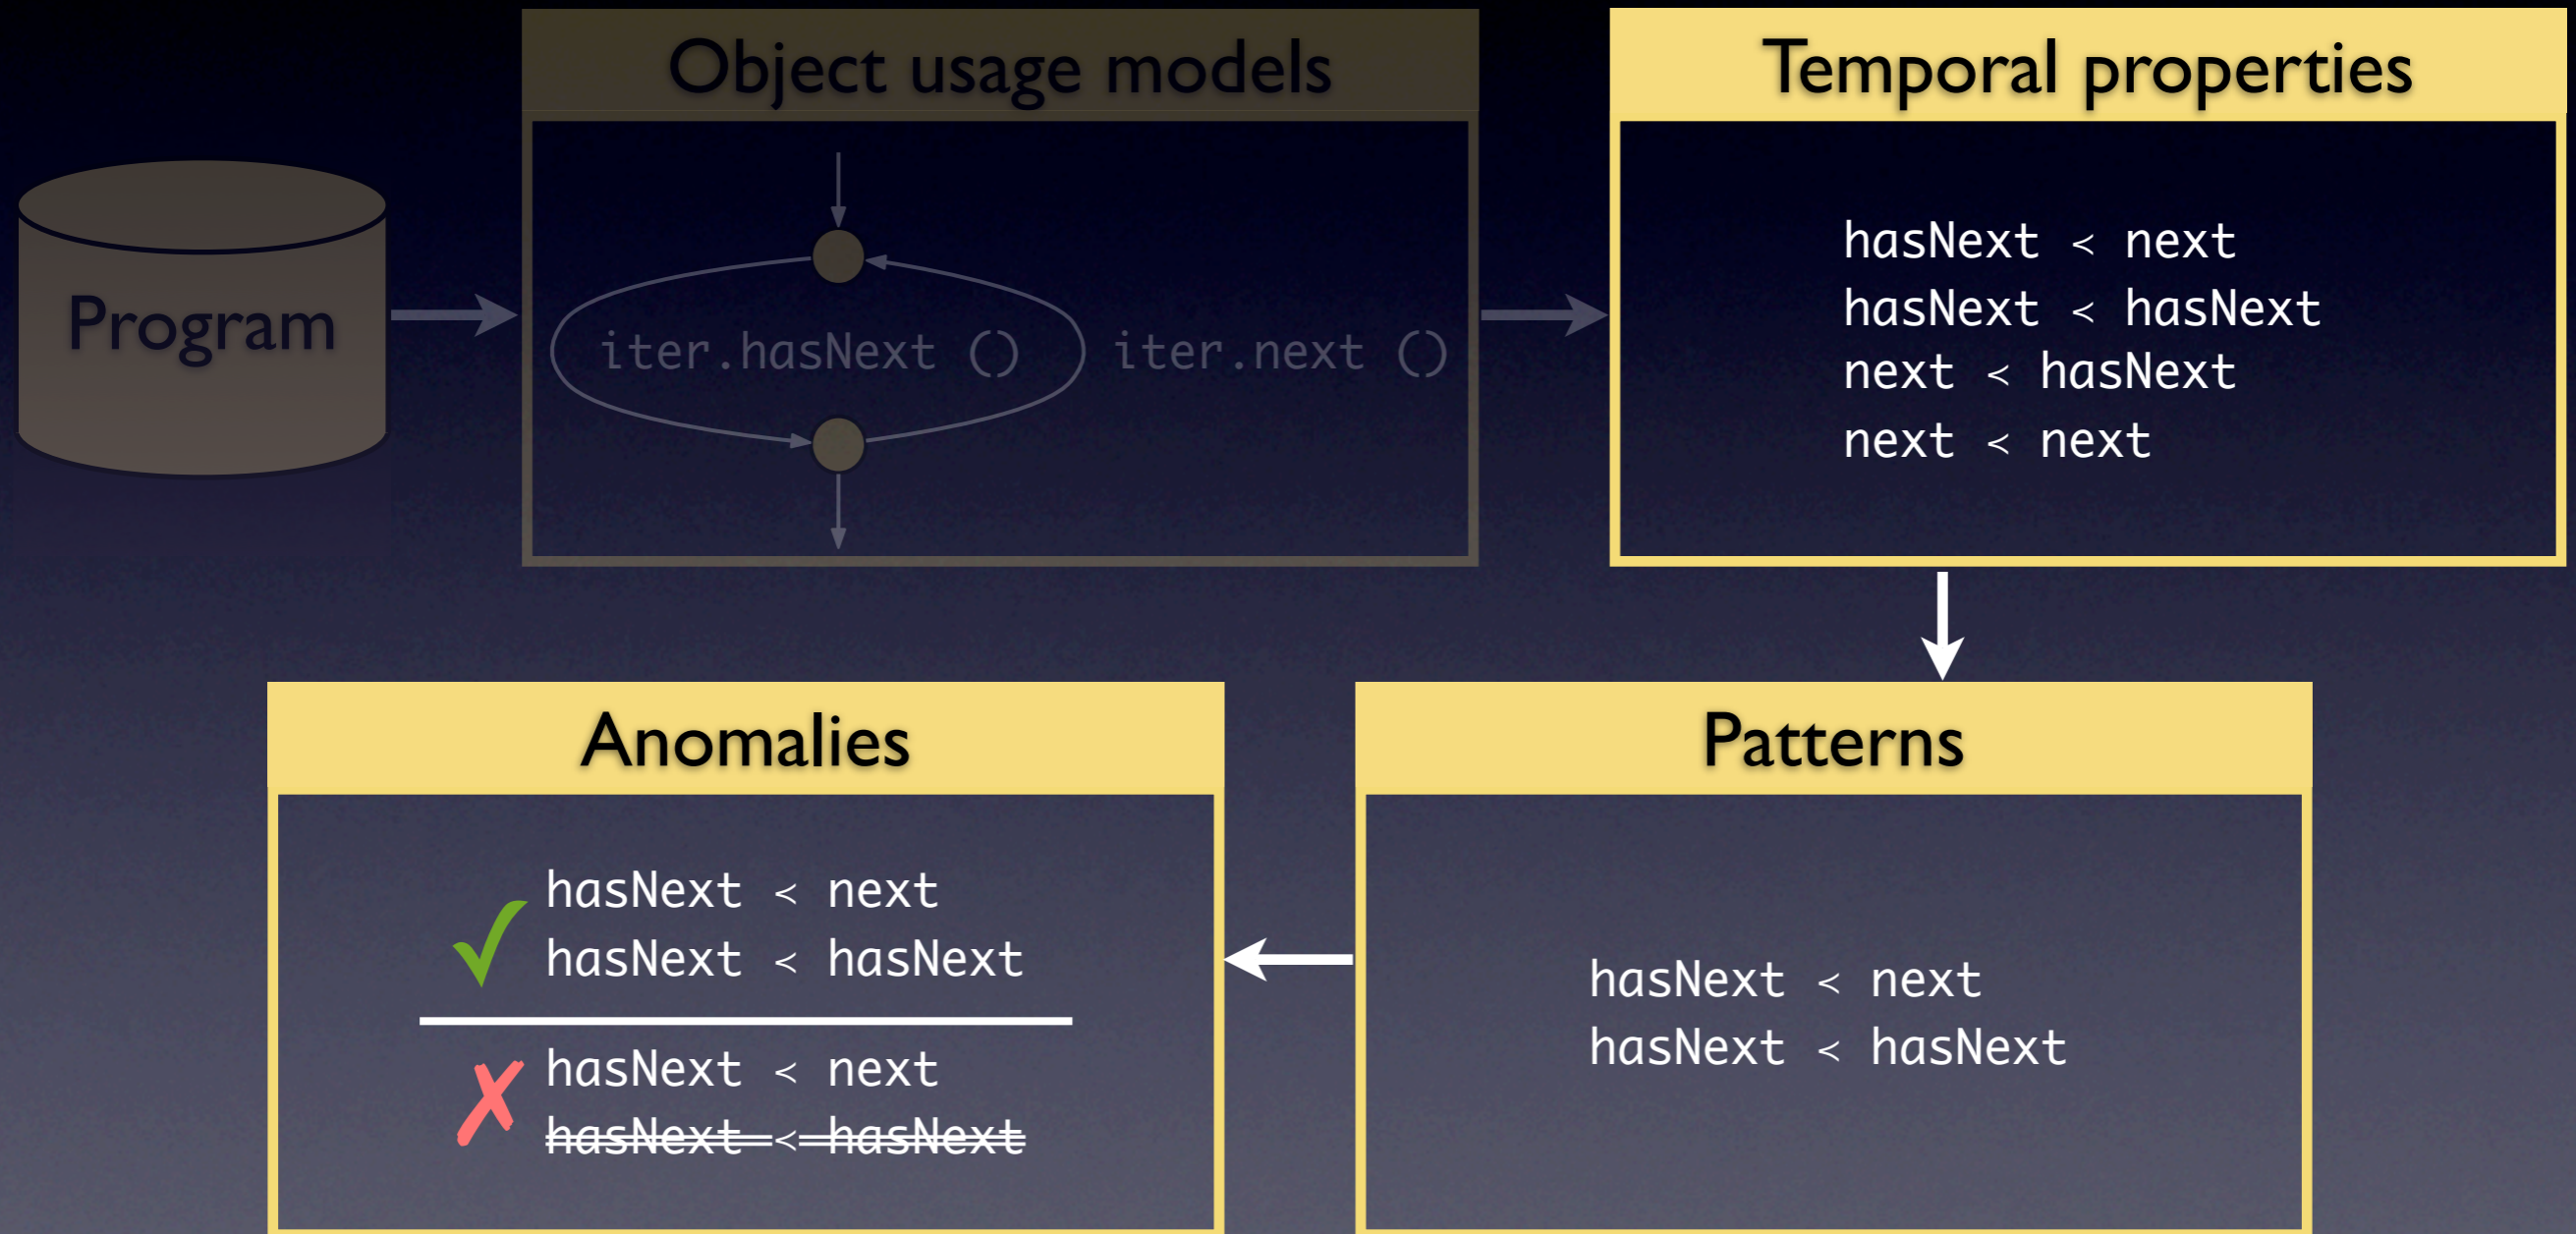 Object usage models
Temporal properties
Program
iter.hasNext ()
iter.next ()
hasNext ≺ next
hasNext ≺ hasNext
next ≺ hasNext
next ≺ next
Anomalies
Patterns
✓
hasNext ≺ next
hasNext ≺ hasNext
✗
hasNext ≺ next
hasNext ≺ hasNext
hasNext ≺ next
hasNext ≺ hasNext